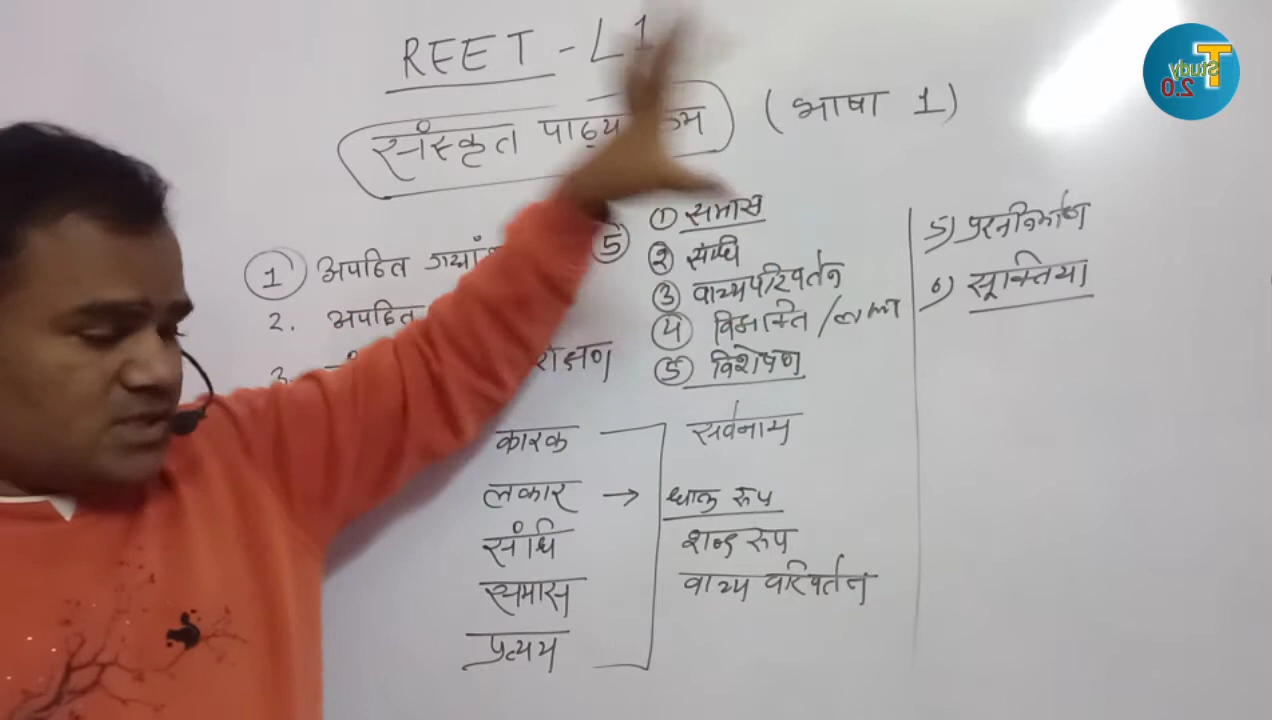 REET - L1
संस्कृत
(भाषा 1)
1 अपठित
2. अपठित
3.
5
① समास
② संधि
③ वाच्य परिवर्तन
④ विभक्ति /
⑤ विशेषण
5) प्रश्ननिर्माण
6) सूक्तिया
कारक
लकार → धातु रूप
संधि
समास
प्रत्यय
सर्वनाम
शब्द रूप
वाच्य परिवर्तन
T
Study
2.0